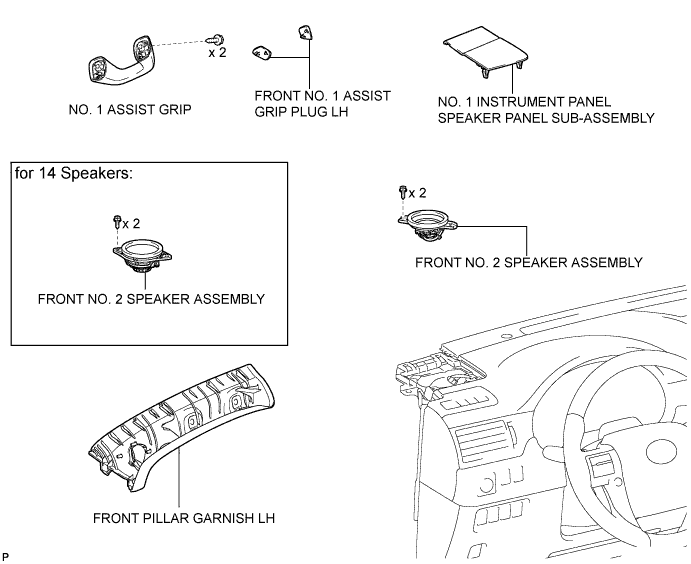 x 2
NO. 1 ASSIST GRIP
FRONT NO. 1 ASSIST
GRIP PLUG LH
NO. 1 INSTRUMENT PANEL
SPEAKER PANEL SUB-ASSEMBLY
for 14 Speakers:
x 2
FRONT NO. 2 SPEAKER ASSEMBLY
x 2
FRONT NO. 2 SPEAKER ASSEMBLY
FRONT PILLAR GARNISH LH
P